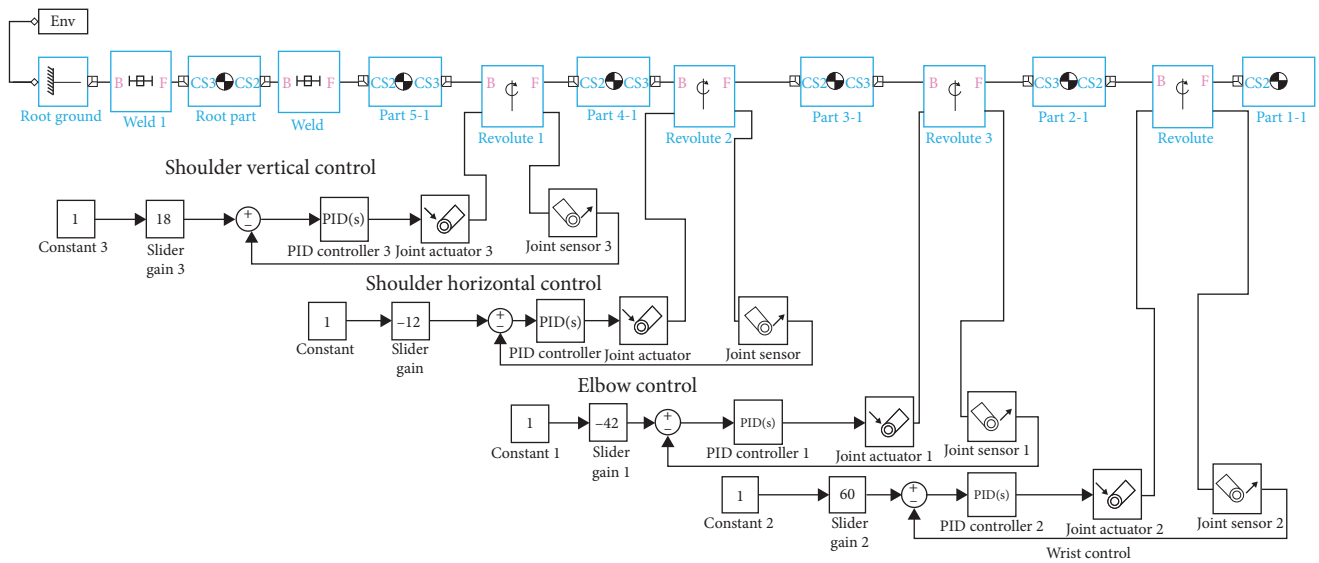 Env
B F CS3 CS2 B F CS2 CS3 B F CS2 CS3 B F CS2 CS3 B F CS3 CS2 B F CS2
Root ground Weld 1 Root part Weld Part 5-1 Revolute 1 Part 4-1 Revolute 2 Part 3-1 Revolute 3 Part 2-1 Revolute Part 1-1
Shoulder vertical control
1 18 + − PID(s)
Constant 3 Slider gain 3 PID controller 3 Joint actuator 3 Joint sensor 3
Shoulder horizontal control
1 −12 + − PID(s)
Constant Slider gain PID controller Joint actuator Joint sensor
Elbow control
1 −42 + − PID(s)
Constant 1 Slider gain 1 PID controller 1 Joint actuator 1 Joint sensor 1
1 60 + − PID(s)
Constant 2 Slider gain 2 PID controller 2 Joint actuator 2 Joint sensor 2
Wrist control